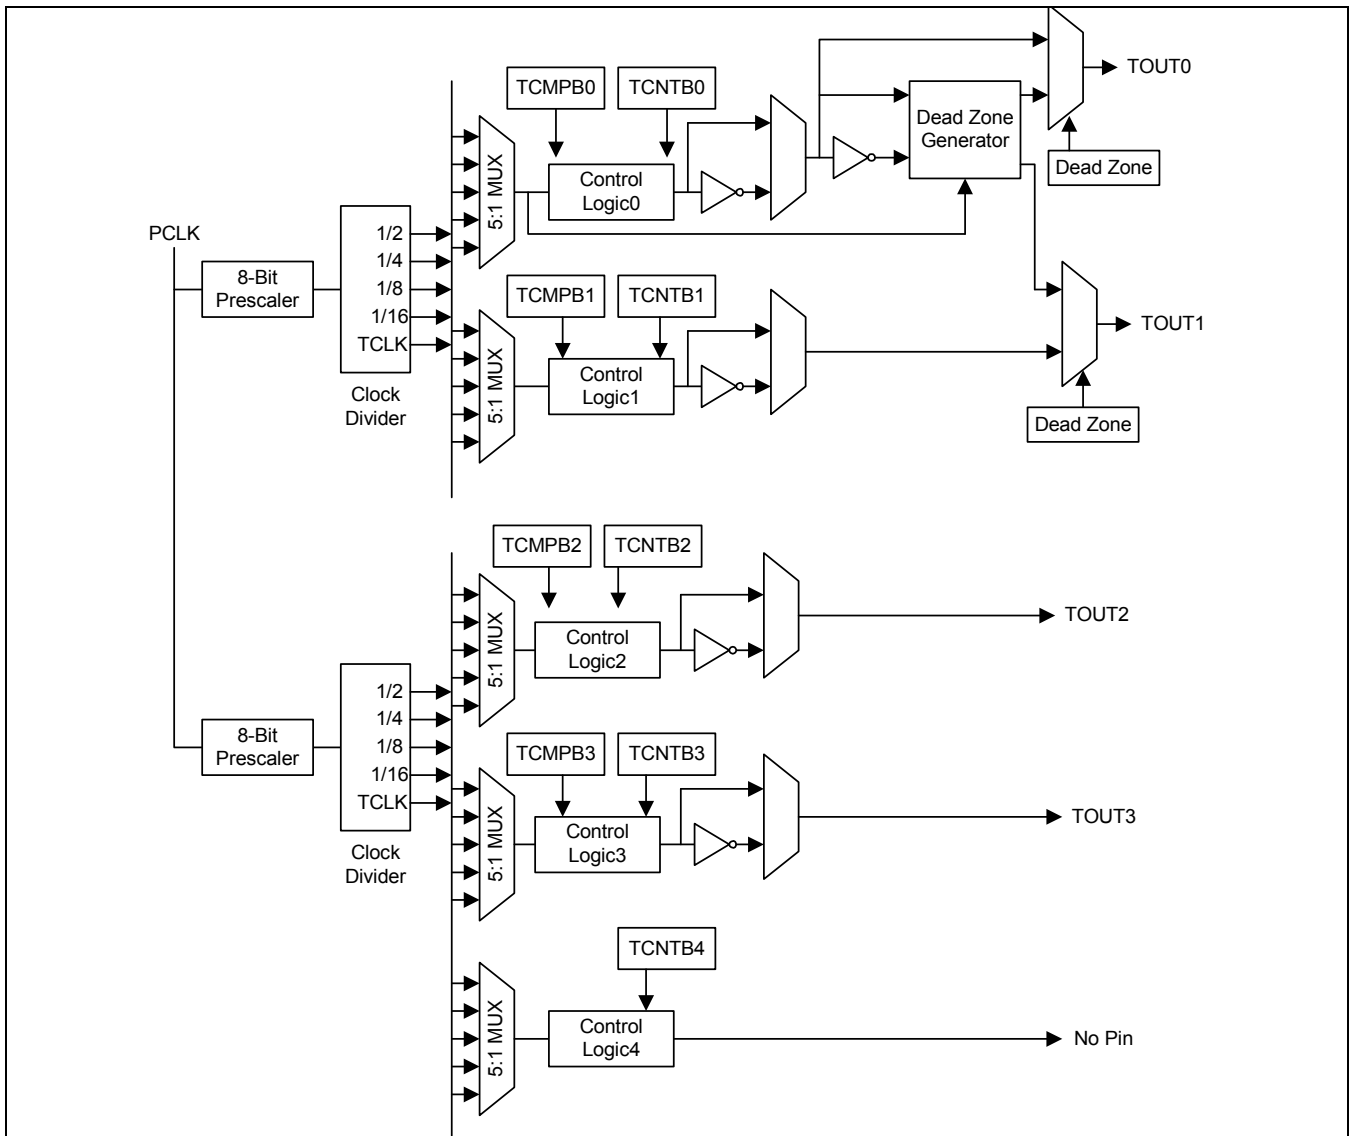 TCMPB0
TCNTB0
TOUT0
Dead Zone
Generator
Dead Zone
5:1 MUX
Control
Logic0
PCLK
8-Bit
Prescaler
1/2
1/4
1/8
1/16
TCLK
Clock
Divider
TCMPB1
TCNTB1
5:1 MUX
Control
Logic1
TOUT1
Dead Zone
TCMPB2
TCNTB2
5:1 MUX
Control
Logic2
TOUT2
8-Bit
Prescaler
1/2
1/4
1/8
1/16
TCLK
Clock
Divider
TCMPB3
TCNTB3
5:1 MUX
Control
Logic3
TOUT3
TCNTB4
5:1 MUX
Control
Logic4
No Pin